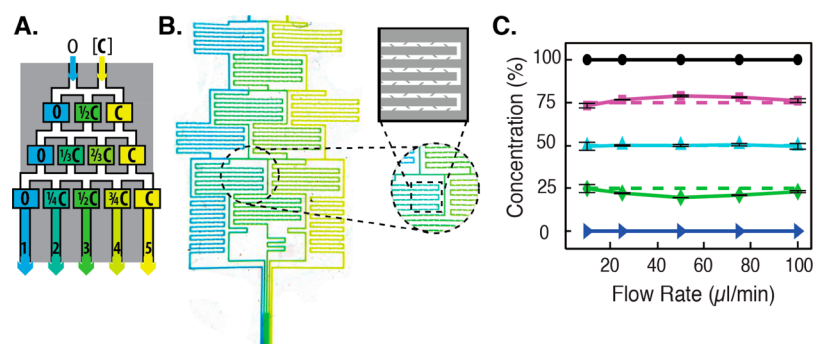 A.
0 [C]
0 ½C C
0 ⅓C ⅔C C
0 ¼C ½C ¾C C
1 2 3 4 5
B.
C.
Concentration (%)
100
75
50
25
0
20 40 60 80 100
Flow Rate (µl/min)